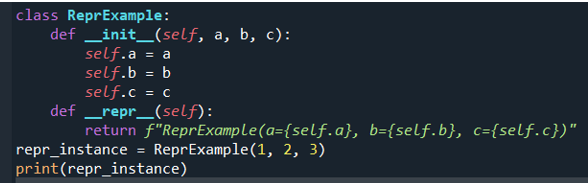 class ReprExample:
    def __init__(self, a, b, c):
        self.a = a
        self.b = b
        self.c = c
    def __repr__(self):
        return f"ReprExample(a={self.a}, b={self.b}, c={self.c})"
repr_instance = ReprExample(1, 2, 3)
print(repr_instance)